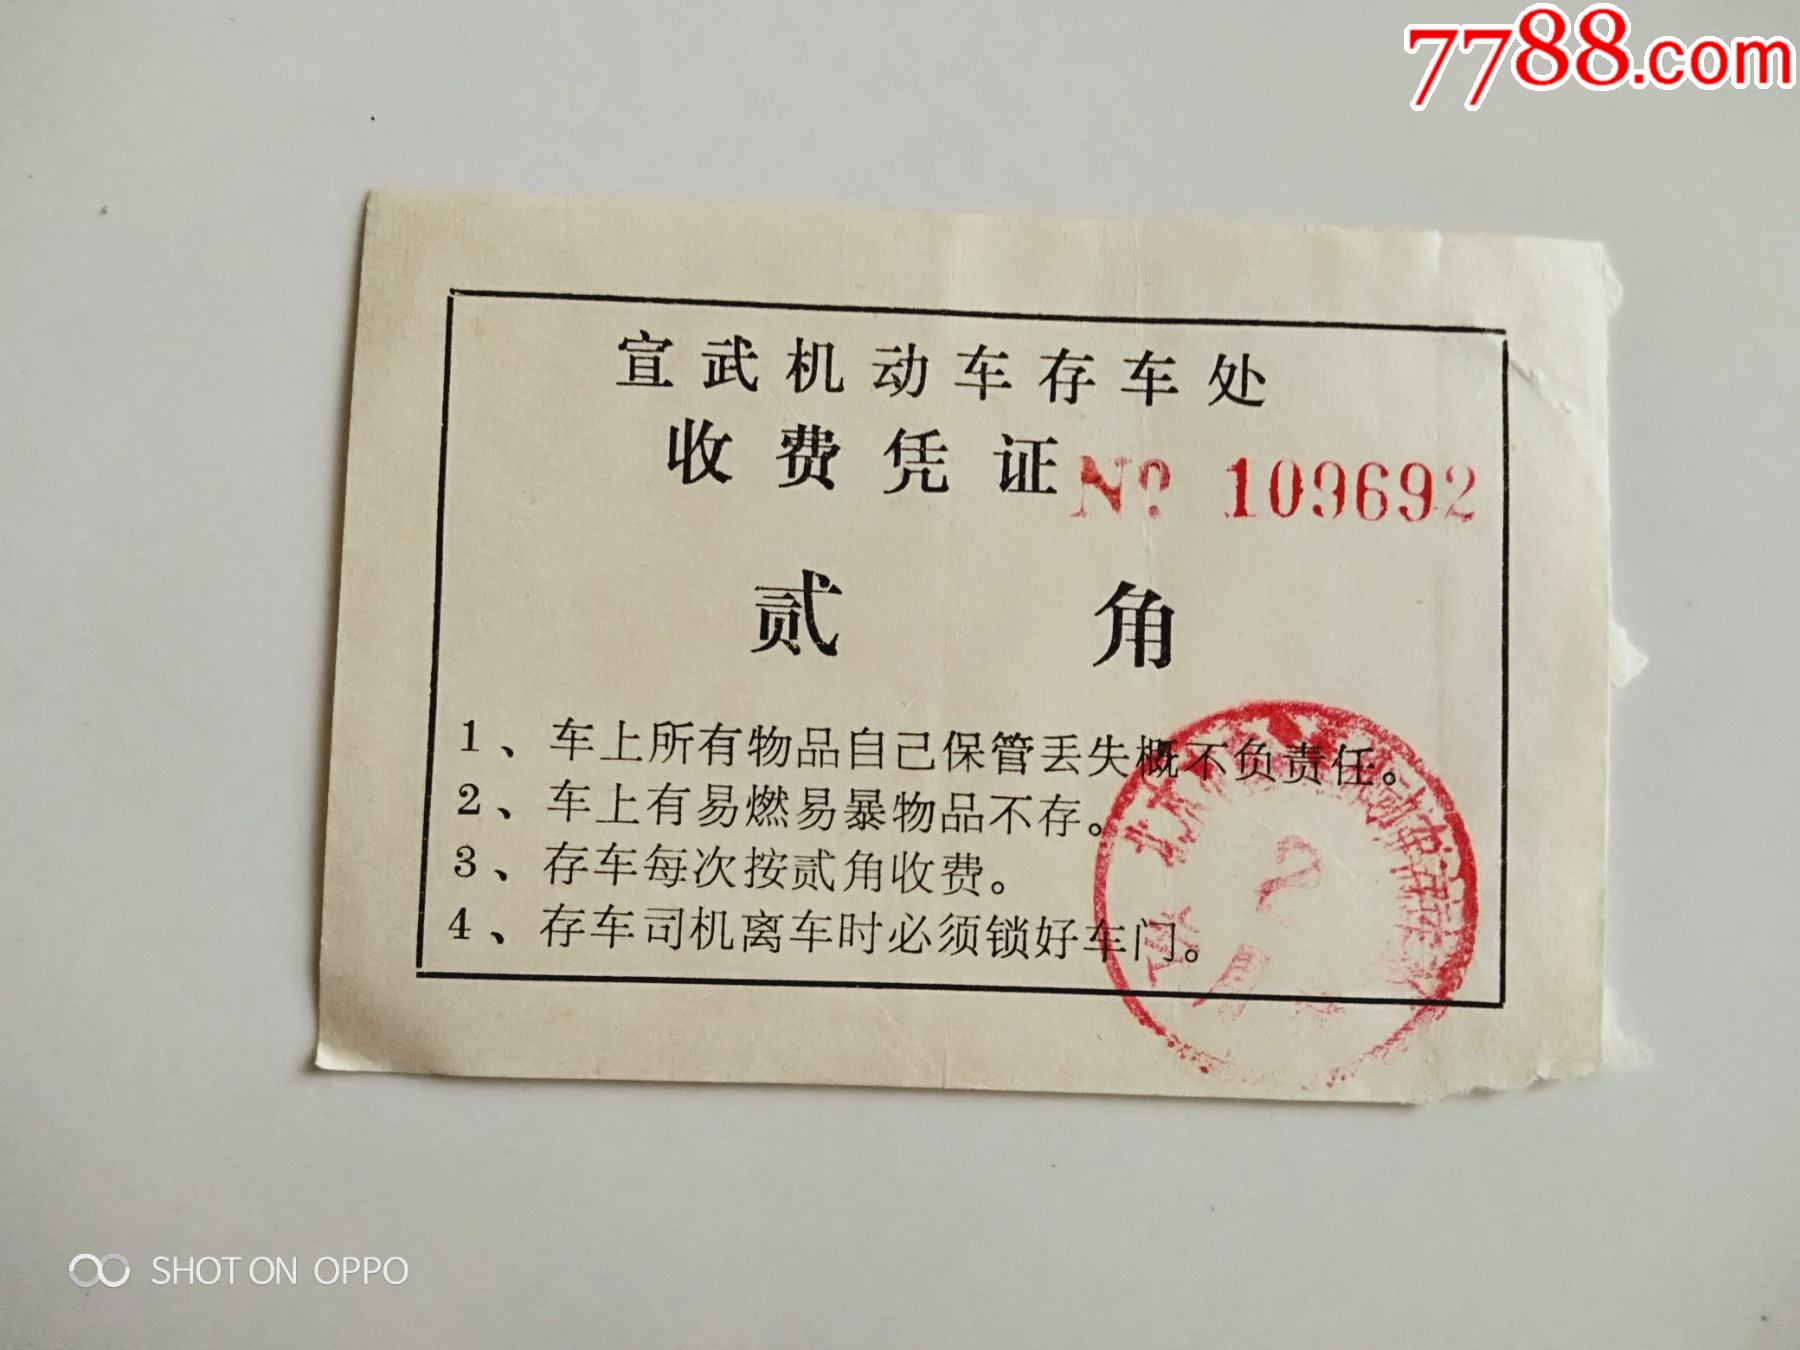 7788.com
宣武机动车存车处
收费凭证 No 109692
贰角
1、车上所有物品自己保管丢失概不负责任。
2、车上有易燃易暴物品不存。
3、存车每次按贰角收费。
4、存车司机离车时必须锁好车门。
北京
2
SHOT ON OPPO